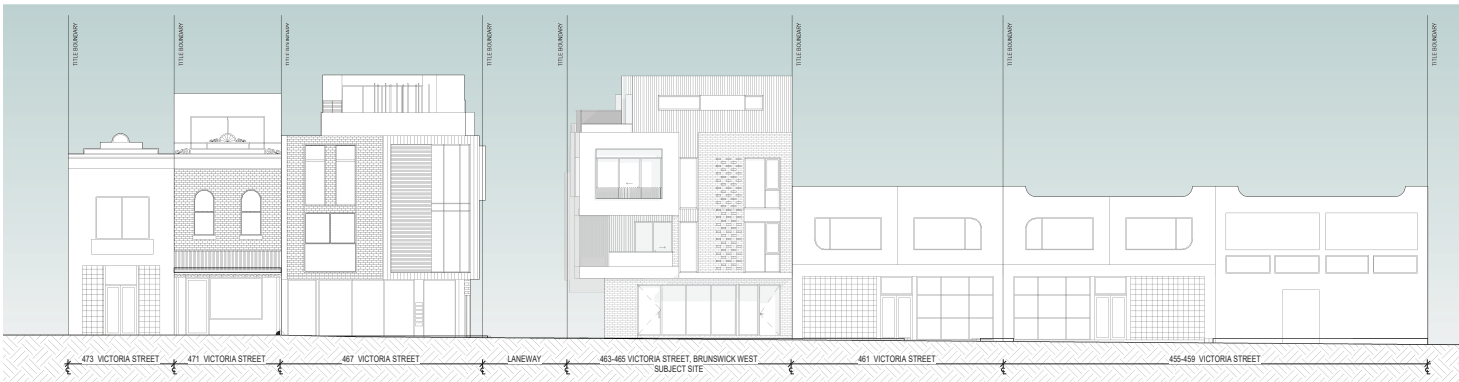 TITLE BOUNDARY
TITLE BOUNDARY
TITLE BOUNDARY
TITLE BOUNDARY
TITLE BOUNDARY
TITLE BOUNDARY
TITLE BOUNDARY
TITLE BOUNDARY
473 VICTORIA STREET
471 VICTORIA STREET
467 VICTORIA STREET
LANEWAY
463-465 VICTORIA STREET, BRUNSWICK WEST
SUBJECT SITE
461 VICTORIA STREET
455-459 VICTORIA STREET